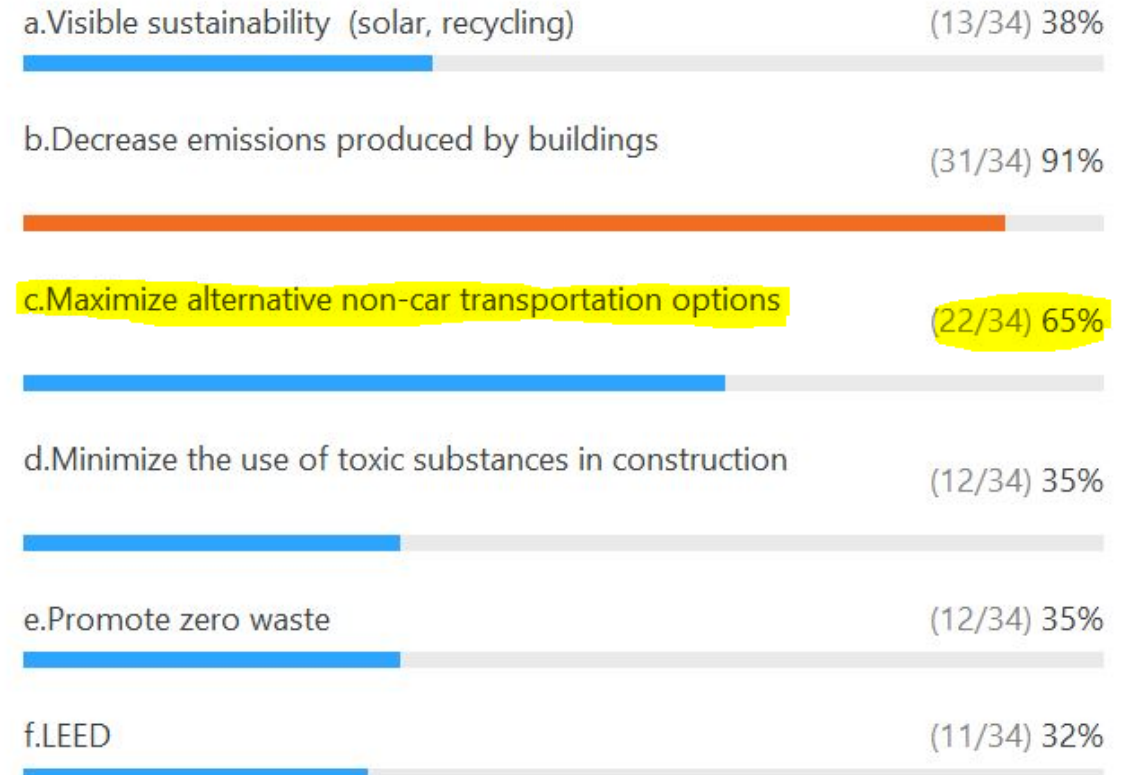 a.Visible sustainability (solar, recycling) (13/34) 38%
b.Decrease emissions produced by buildings (31/34) 91%
c.Maximize alternative non-car transportation options (22/34) 65%
d.Minimize the use of toxic substances in construction (12/34) 35%
e.Promote zero waste (12/34) 35%
f.LEED (11/34) 32%